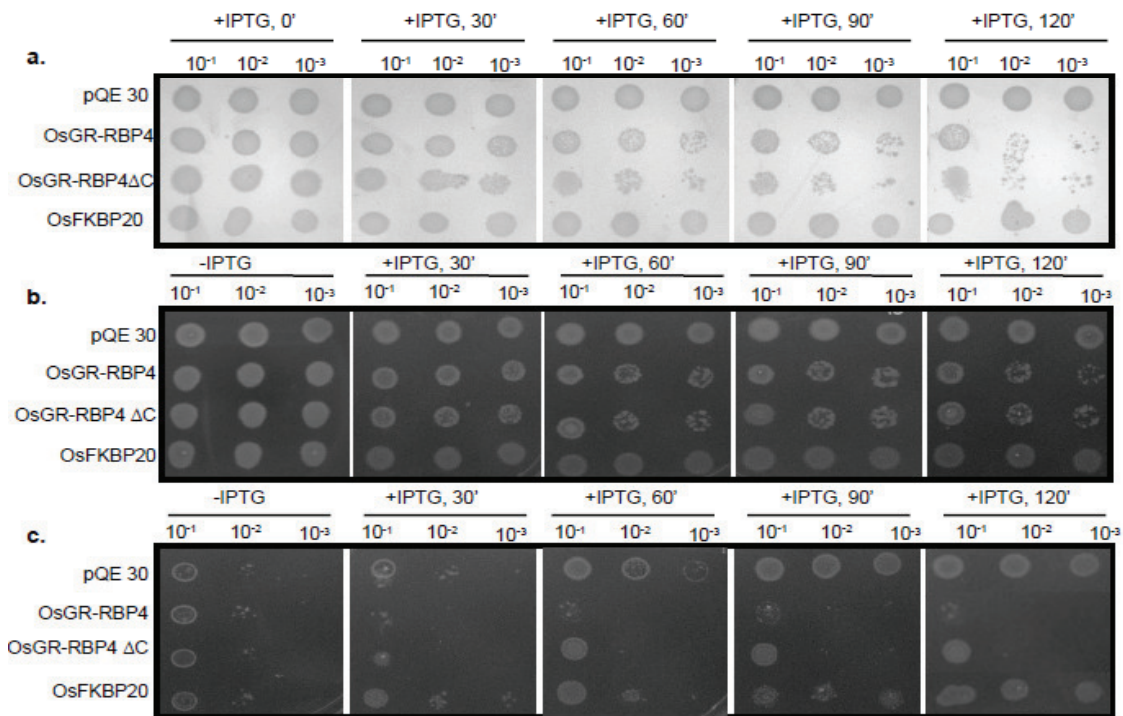 +IPTG, 0' +IPTG, 30' +IPTG, 60' +IPTG, 90' +IPTG, 120'
a. 10⁻¹ 10⁻² 10⁻³ 10⁻¹ 10⁻² 10⁻³ 10⁻¹ 10⁻² 10⁻³ 10⁻¹ 10⁻² 10⁻³ 10⁻¹ 10⁻² 10⁻³
pQE 30
OsGR-RBP4
OsGR-RBP4ΔC
OsFKBP20
-IPTG +IPTG, 30' +IPTG, 60' +IPTG, 90' +IPTG, 120'
b. 10⁻¹ 10⁻² 10⁻³ 10⁻¹ 10⁻² 10⁻³ 10⁻¹ 10⁻² 10⁻³ 10⁻¹ 10⁻² 10⁻³ 10⁻¹ 10⁻² 10⁻³
pQE 30
OsGR-RBP4
OsGR-RBP4 ΔC
OsFKBP20
-IPTG +IPTG, 30' +IPTG, 60' +IPTG, 90' +IPTG, 120'
c. 10⁻¹ 10⁻² 10⁻³ 10⁻¹ 10⁻² 10⁻³ 10⁻¹ 10⁻² 10⁻³ 10⁻¹ 10⁻² 10⁻³ 10⁻¹ 10⁻² 10⁻³
pQE 30
OsGR-RBP4
OsGR-RBP4 ΔC
OsFKBP20